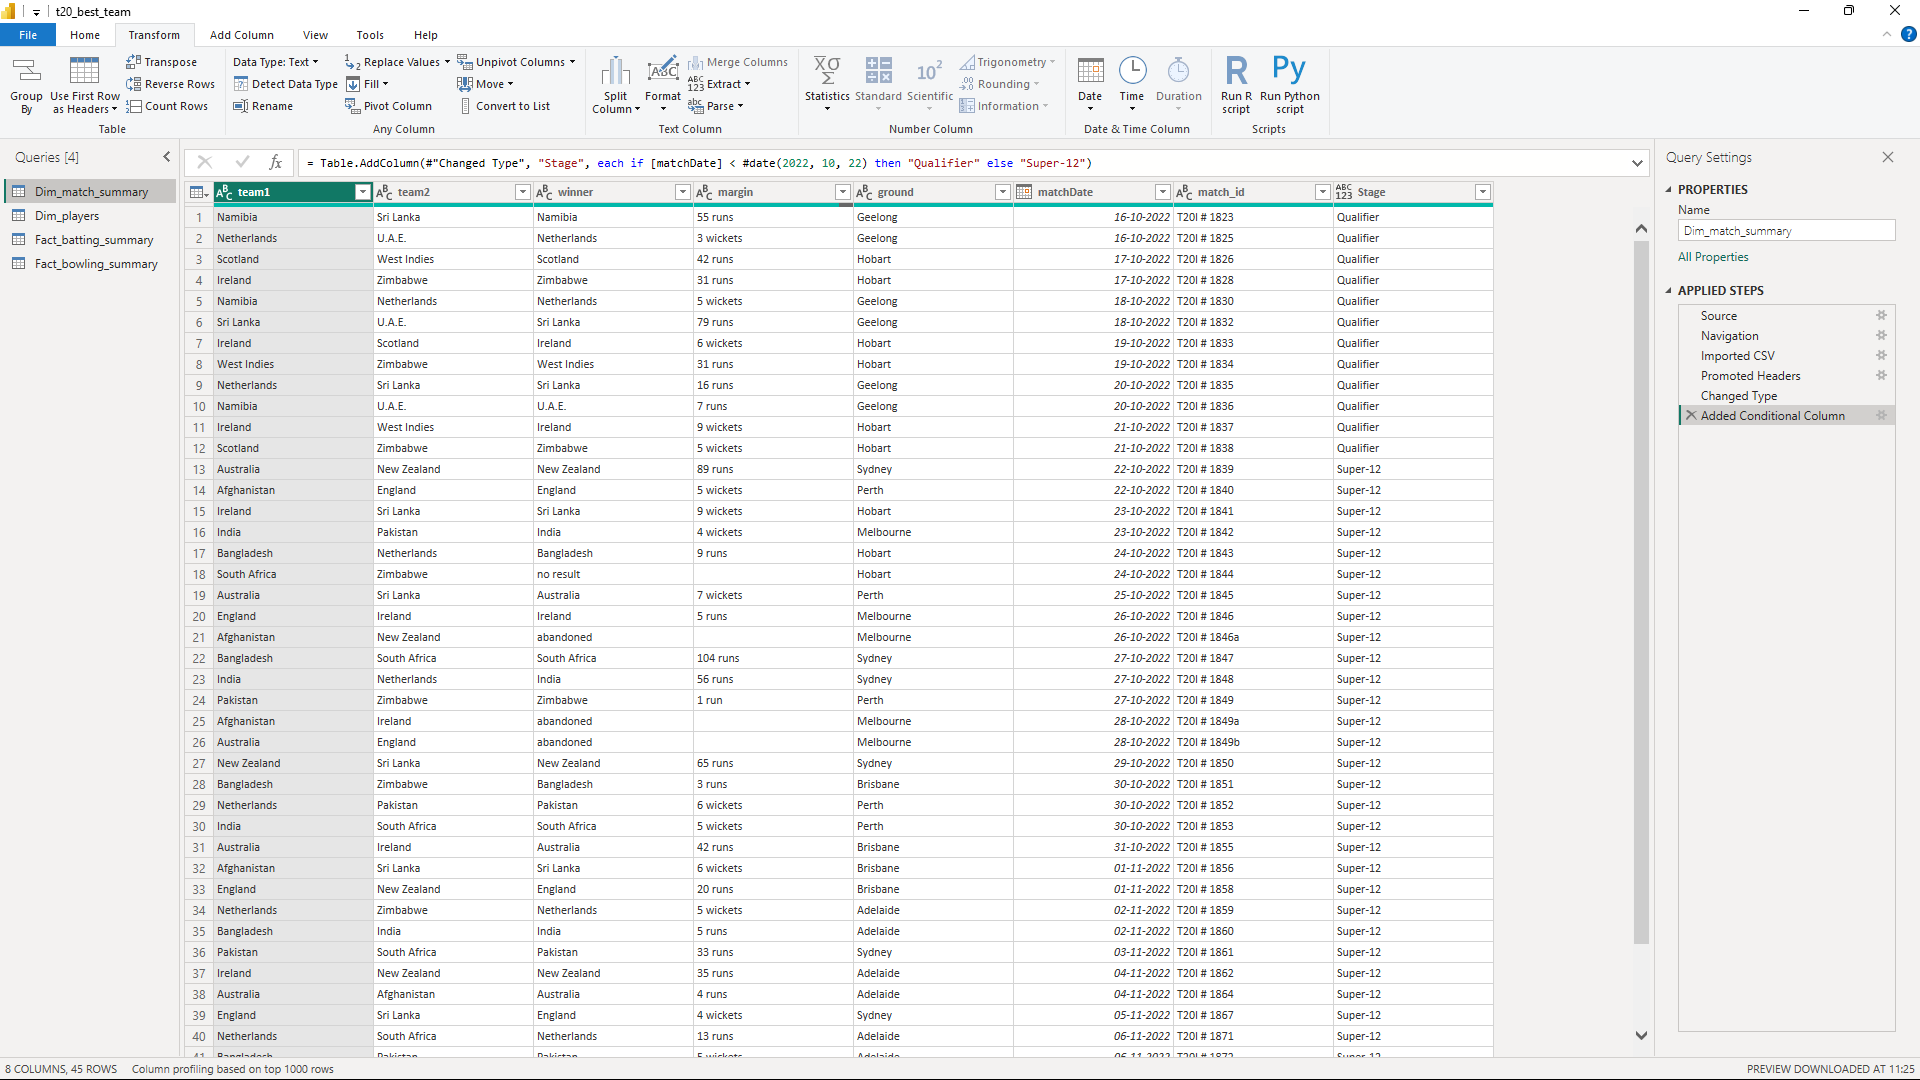 t20_best_team
File Home Transform Add Column View Tools Help
Group By
Use First Row as Headers
Transpose
Reverse Rows
Count Rows
Table
Data Type: Text
Detect Data Type
Rename
Replace Values
Fill
Pivot Column
Unpivot Columns
Move
Convert to List
Any Column
Split Column
Format
Merge Columns
Extract
Parse
Text Column
Statistics
Standard
Scientific
Trigonometry
Rounding
Information
Number Column
Date
Time
Duration
Date & Time Column
Run R script
Run Python script
Scripts
Queries [4]
Dim_match_summary
Dim_players
Fact_batting_summary
Fact_bowling_summary
= Table.AddColumn(#"Changed Type", "Stage", each if [matchDate] < #date(2022, 10, 22) then "Qualifier" else "Super-12")
team1 team2 winner margin ground matchDate match_id Stage
1 Namibia Sri Lanka Namibia 55 runs Geelong 16-10-2022 T20I # 1823 Qualifier
2 Netherlands U.A.E. Netherlands 3 wickets Geelong 16-10-2022 T20I # 1825 Qualifier
3 Scotland West Indies Scotland 42 runs Hobart 17-10-2022 T20I # 1826 Qualifier
4 Ireland Zimbabwe Zimbabwe 31 runs Hobart 17-10-2022 T20I # 1828 Qualifier
5 Namibia Netherlands Netherlands 5 wickets Geelong 18-10-2022 T20I # 1830 Qualifier
6 Sri Lanka U.A.E. Sri Lanka 79 runs Geelong 18-10-2022 T20I # 1832 Qualifier
7 Ireland Scotland Ireland 6 wickets Hobart 19-10-2022 T20I # 1833 Qualifier
8 West Indies Zimbabwe West Indies 31 runs Hobart 19-10-2022 T20I # 1834 Qualifier
9 Netherlands Sri Lanka Sri Lanka 16 runs Geelong 20-10-2022 T20I # 1835 Qualifier
10 Namibia U.A.E. U.A.E. 7 runs Geelong 20-10-2022 T20I # 1836 Qualifier
11 Ireland West Indies Ireland 9 wickets Hobart 21-10-2022 T20I # 1837 Qualifier
12 Scotland Zimbabwe Zimbabwe 5 wickets Hobart 21-10-2022 T20I # 1838 Qualifier
13 Australia New Zealand New Zealand 89 runs Sydney 22-10-2022 T20I # 1839 Super-12
14 Afghanistan England England 5 wickets Perth 22-10-2022 T20I # 1840 Super-12
15 Ireland Sri Lanka Sri Lanka 9 wickets Hobart 23-10-2022 T20I # 1841 Super-12
16 India Pakistan India 4 wickets Melbourne 23-10-2022 T20I # 1842 Super-12
17 Bangladesh Netherlands Bangladesh 9 runs Hobart 24-10-2022 T20I # 1843 Super-12
18 South Africa Zimbabwe no result Hobart 24-10-2022 T20I # 1844 Super-12
19 Australia Sri Lanka Australia 7 wickets Perth 25-10-2022 T20I # 1845 Super-12
20 England Ireland Ireland 5 runs Melbourne 26-10-2022 T20I # 1846 Super-12
21 Afghanistan New Zealand abandoned Melbourne 26-10-2022 T20I # 1846a Super-12
22 Bangladesh South Africa South Africa 104 runs Sydney 27-10-2022 T20I # 1847 Super-12
23 India Netherlands India 56 runs Sydney 27-10-2022 T20I # 1848 Super-12
24 Pakistan Zimbabwe Zimbabwe 1 run Perth 27-10-2022 T20I # 1849 Super-12
25 Afghanistan Ireland abandoned Melbourne 28-10-2022 T20I # 1849a Super-12
26 Australia England abandoned Melbourne 28-10-2022 T20I # 1849b Super-12
27 New Zealand Sri Lanka New Zealand 65 runs Sydney 29-10-2022 T20I # 1850 Super-12
28 Bangladesh Zimbabwe Bangladesh 3 runs Brisbane 30-10-2022 T20I # 1851 Super-12
29 Netherlands Pakistan Pakistan 6 wickets Perth 30-10-2022 T20I # 1852 Super-12
30 India South Africa South Africa 5 wickets Perth 30-10-2022 T20I # 1853 Super-12
31 Australia Ireland Australia 42 runs Brisbane 31-10-2022 T20I # 1855 Super-12
32 Afghanistan Sri Lanka Sri Lanka 6 wickets Brisbane 01-11-2022 T20I # 1856 Super-12
33 England New Zealand England 20 runs Brisbane 01-11-2022 T20I # 1858 Super-12
34 Netherlands Zimbabwe Netherlands 5 wickets Adelaide 02-11-2022 T20I # 1859 Super-12
35 Bangladesh India India 5 runs Adelaide 02-11-2022 T20I # 1860 Super-12
36 Pakistan South Africa Pakistan 33 runs Sydney 03-11-2022 T20I # 1861 Super-12
37 Ireland New Zealand New Zealand 35 runs Adelaide 04-11-2022 T20I # 1862 Super-12
38 Australia Afghanistan Australia 4 runs Adelaide 04-11-2022 T20I # 1864 Super-12
39 England Sri Lanka England 4 wickets Sydney 05-11-2022 T20I # 1867 Super-12
40 Netherlands South Africa Netherlands 13 runs Adelaide 06-11-2022 T20I # 1871 Super-12
41 Bangladesh Pakistan Pakistan 5 wickets Adelaide 06-11-2022 T20I # 1872 Super-12
Query Settings
PROPERTIES
Name
Dim_match_summary
All Properties
APPLIED STEPS
Source
Navigation
Imported CSV
Promoted Headers
Changed Type
Added Conditional Column
8 COLUMNS, 45 ROWS Column profiling based on top 1000 rows
PREVIEW DOWNLOADED AT 11:25